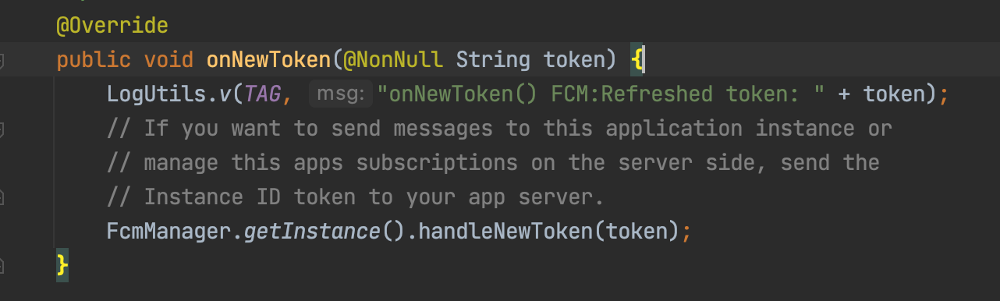 @Override
public void onNewToken(@NonNull String token) {
LogUtils.v(TAG, msg: "onNewToken() FCM:Refreshed token: " + token);
// If you want to send messages to this application instance or
// manage this apps subscriptions on the server side, send the
// Instance ID token to your app server.
FcmManager.getInstance().handleNewToken(token);
}